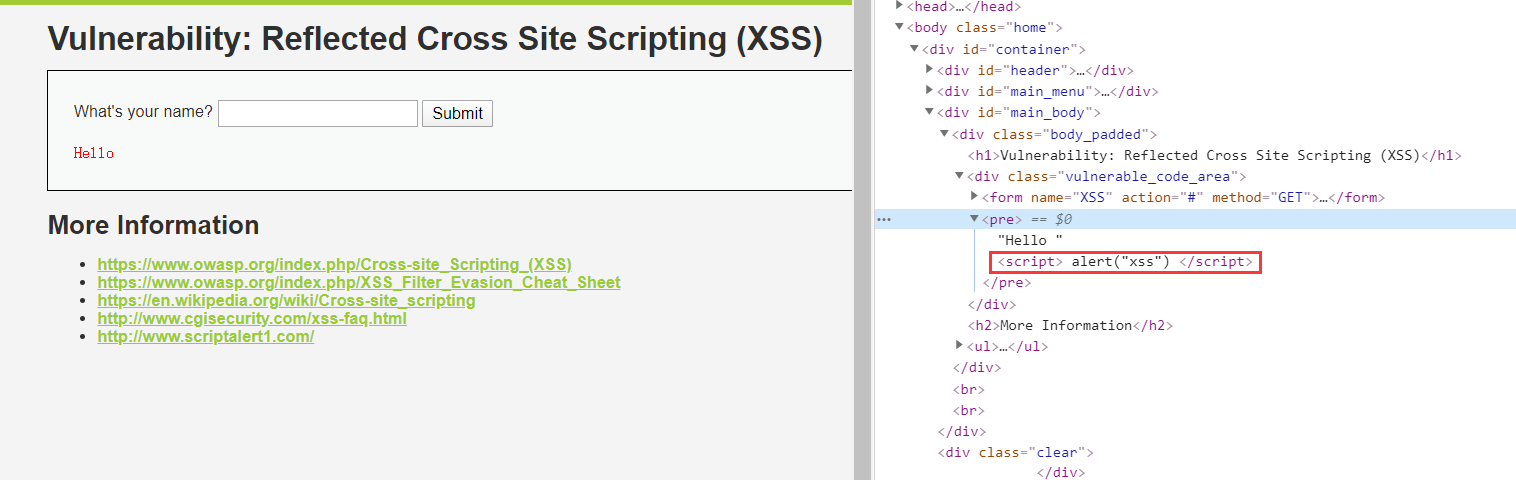 Vulnerability: Reflected Cross Site Scripting (XSS)
What's your name? Submit
Hello
More Information
https://www.owasp.org/index.php/Cross-site_Scripting_(XSS)
https://www.owasp.org/index.php/XSS_Filter_Evasion_Cheat_Sheet
https://en.wikipedia.org/wiki/Cross-site_scripting
http://www.cgisecurity.com/xss-faq.html
http://www.scriptalert1.com/
<head>…</head>
<body class="home">
<div id="container">
<div id="header">…</div>
<div id="main_menu">…</div>
<div id="main_body">
<div class="body_padded">
<h1>Vulnerability: Reflected Cross Site Scripting (XSS)</h1>
<div class="vulnerable_code_area">
<form name="XSS" action="#" method="GET">…</form>
<pre> == $0
"Hello "
<script> alert("xss") </script>
</pre>
</div>
<h2>More Information</h2>
<ul>…</ul>
</div>
<br>
<br>
</div>
<div class="clear">
</div>